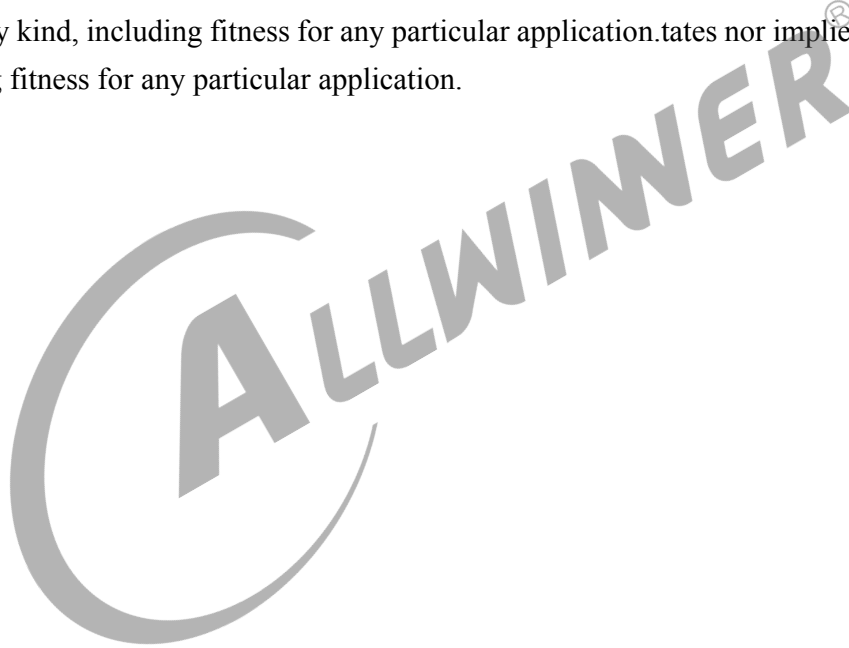 y kind, including fitness for any particular application.tates nor implie
g fitness for any particular application.
ALLWINNER®